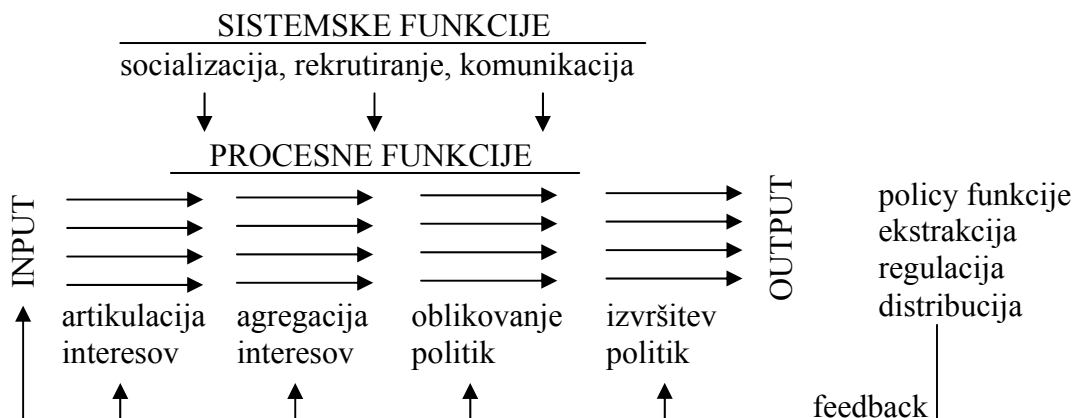 SISTEMSKE FUNKCIJE
socializacija, rekrutiranje, komunikacija
PROCESNE FUNKCIJE
INPUT
artikulacija
interesov
agregacija
interesov
oblikovanje
politik
izvršitev
politik
OUTPUT
policy funkcije
ekstrakcija
regulacija
distribucija
feedback